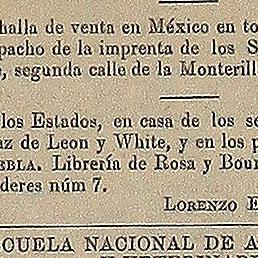 halla de venta en México en to
pacho de la imprenta de los S
, segunda calle de la Monterill
los Estados, en casa de los se
az de Leon y White, y en los p
EBLA. Librería de Rosa y Bour
deres núm 7.
LORENZO E
SCUELA NACIONAL DE A